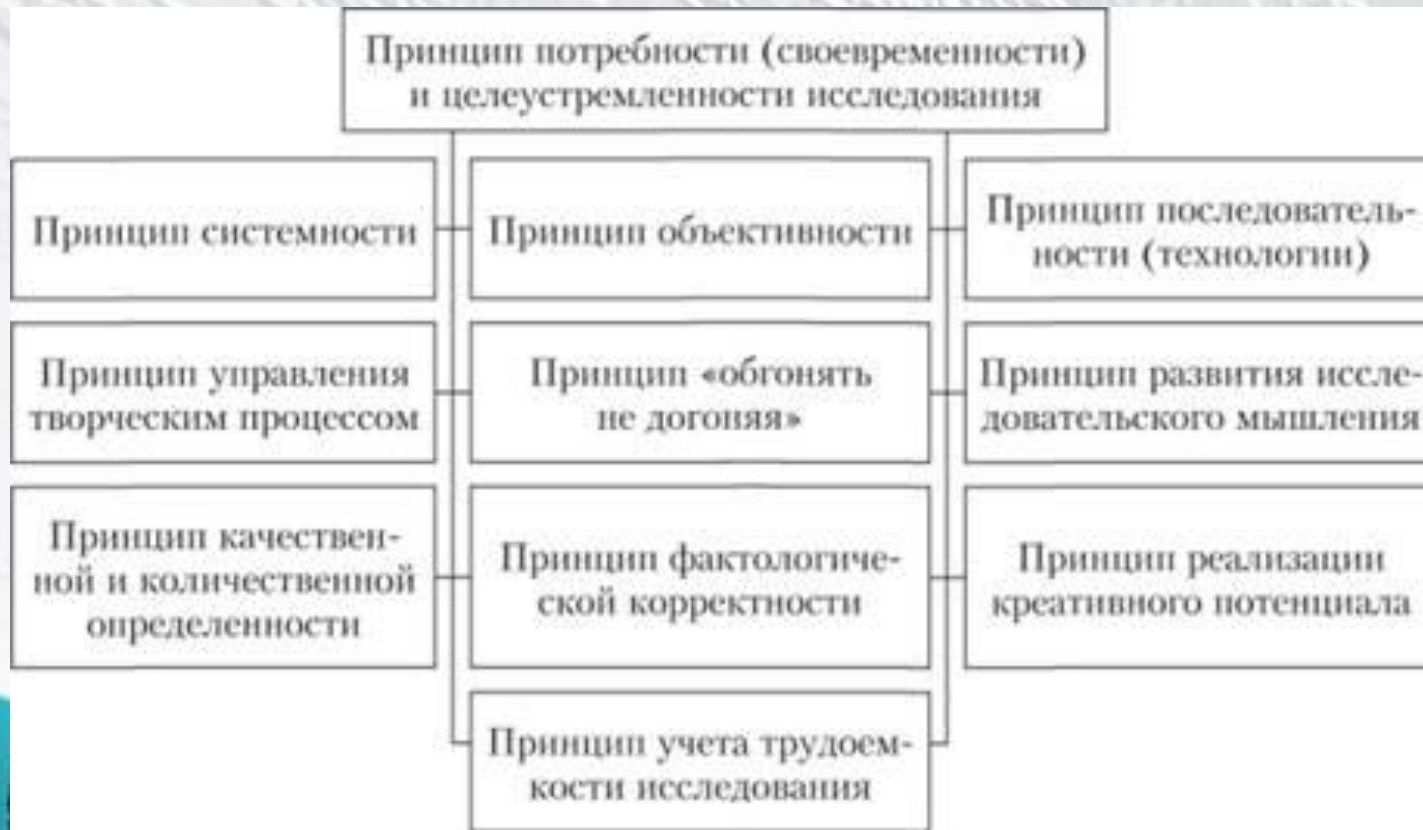 Принцип потребности (своевременности)
и целеустремленности исследования
Принцип системности
Принцип объективности
Принцип последователь-
ности (технологии)
Принцип управления
творческим процессом
Принцип «обгонять
не догоняя»
Принцип развития иссле-
довательского мышления
Принцип качествен-
ной и количественной
определенности
Принцип фактологиче-
ской корректности
Принцип реализации
креативного потенциала
Принцип учета трудоем-
кости исследования